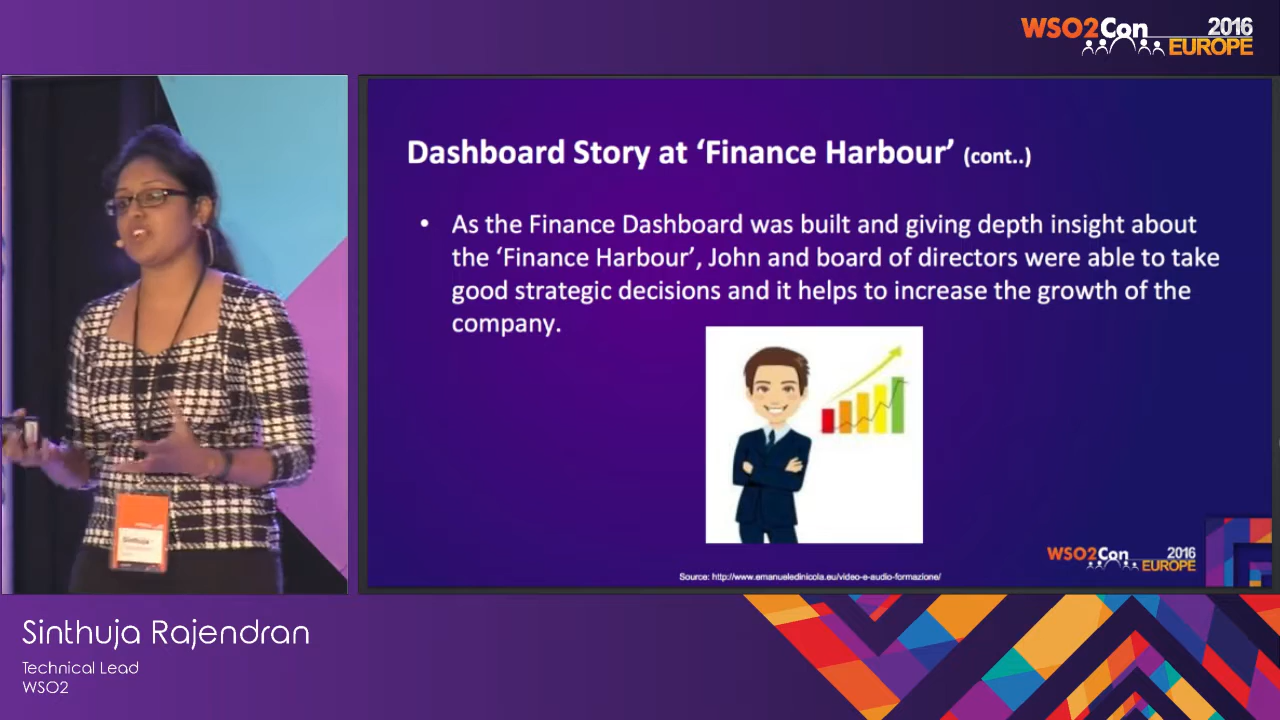 WSO2Con 2016
EUROPE
Dashboard Story at ‘Finance Harbour’ (cont..)
• As the Finance Dashboard was built and giving depth insight about
the ‘Finance Harbour’, John and board of directors were able to take
good strategic decisions and it helps to increase the growth of the
company.
WSO2Con 2016
EUROPE
Source: http://www.emanueledinicola.eu/video-e-audio-formazione/
Sinthuja
Sinthuja Rajendran
Technical Lead
WSO2